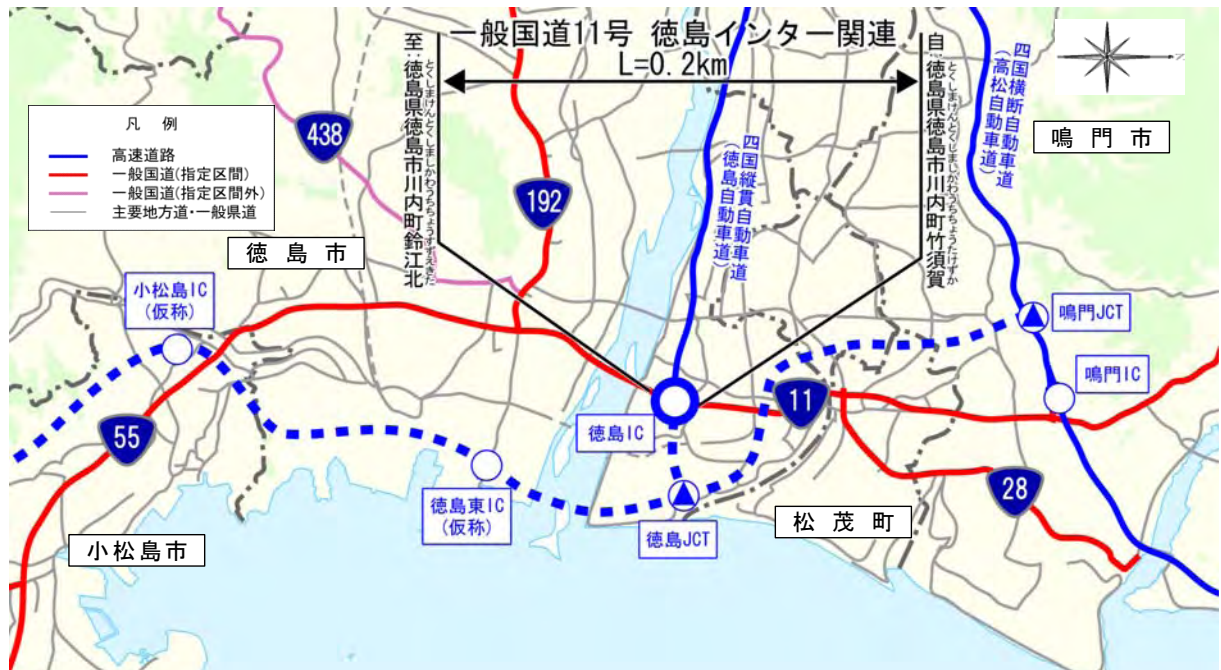 一般国道11号 徳島インター関連
L=0.2km
至：徳島県徳島市川内町鈴江北
とくしまけんとくしましかわうちちょうすずえきた
自：徳島県徳島市川内町竹須賀
とくしまけんとくしましかわうちちょうたけずか
凡 例
高速道路
一般国道(指定区間)
一般国道(指定区間外)
主要地方道・一般県道
438
192
四国縦貫自動車道
(徳島自動車道)
四国横断自動車道
(高松自動車道)
鳴門市
徳島市
小松島IC
(仮称)
鳴門JCT
鳴門IC
55
徳島IC
11
28
徳島東IC
(仮称)
徳島JCT
松茂町
小松島市